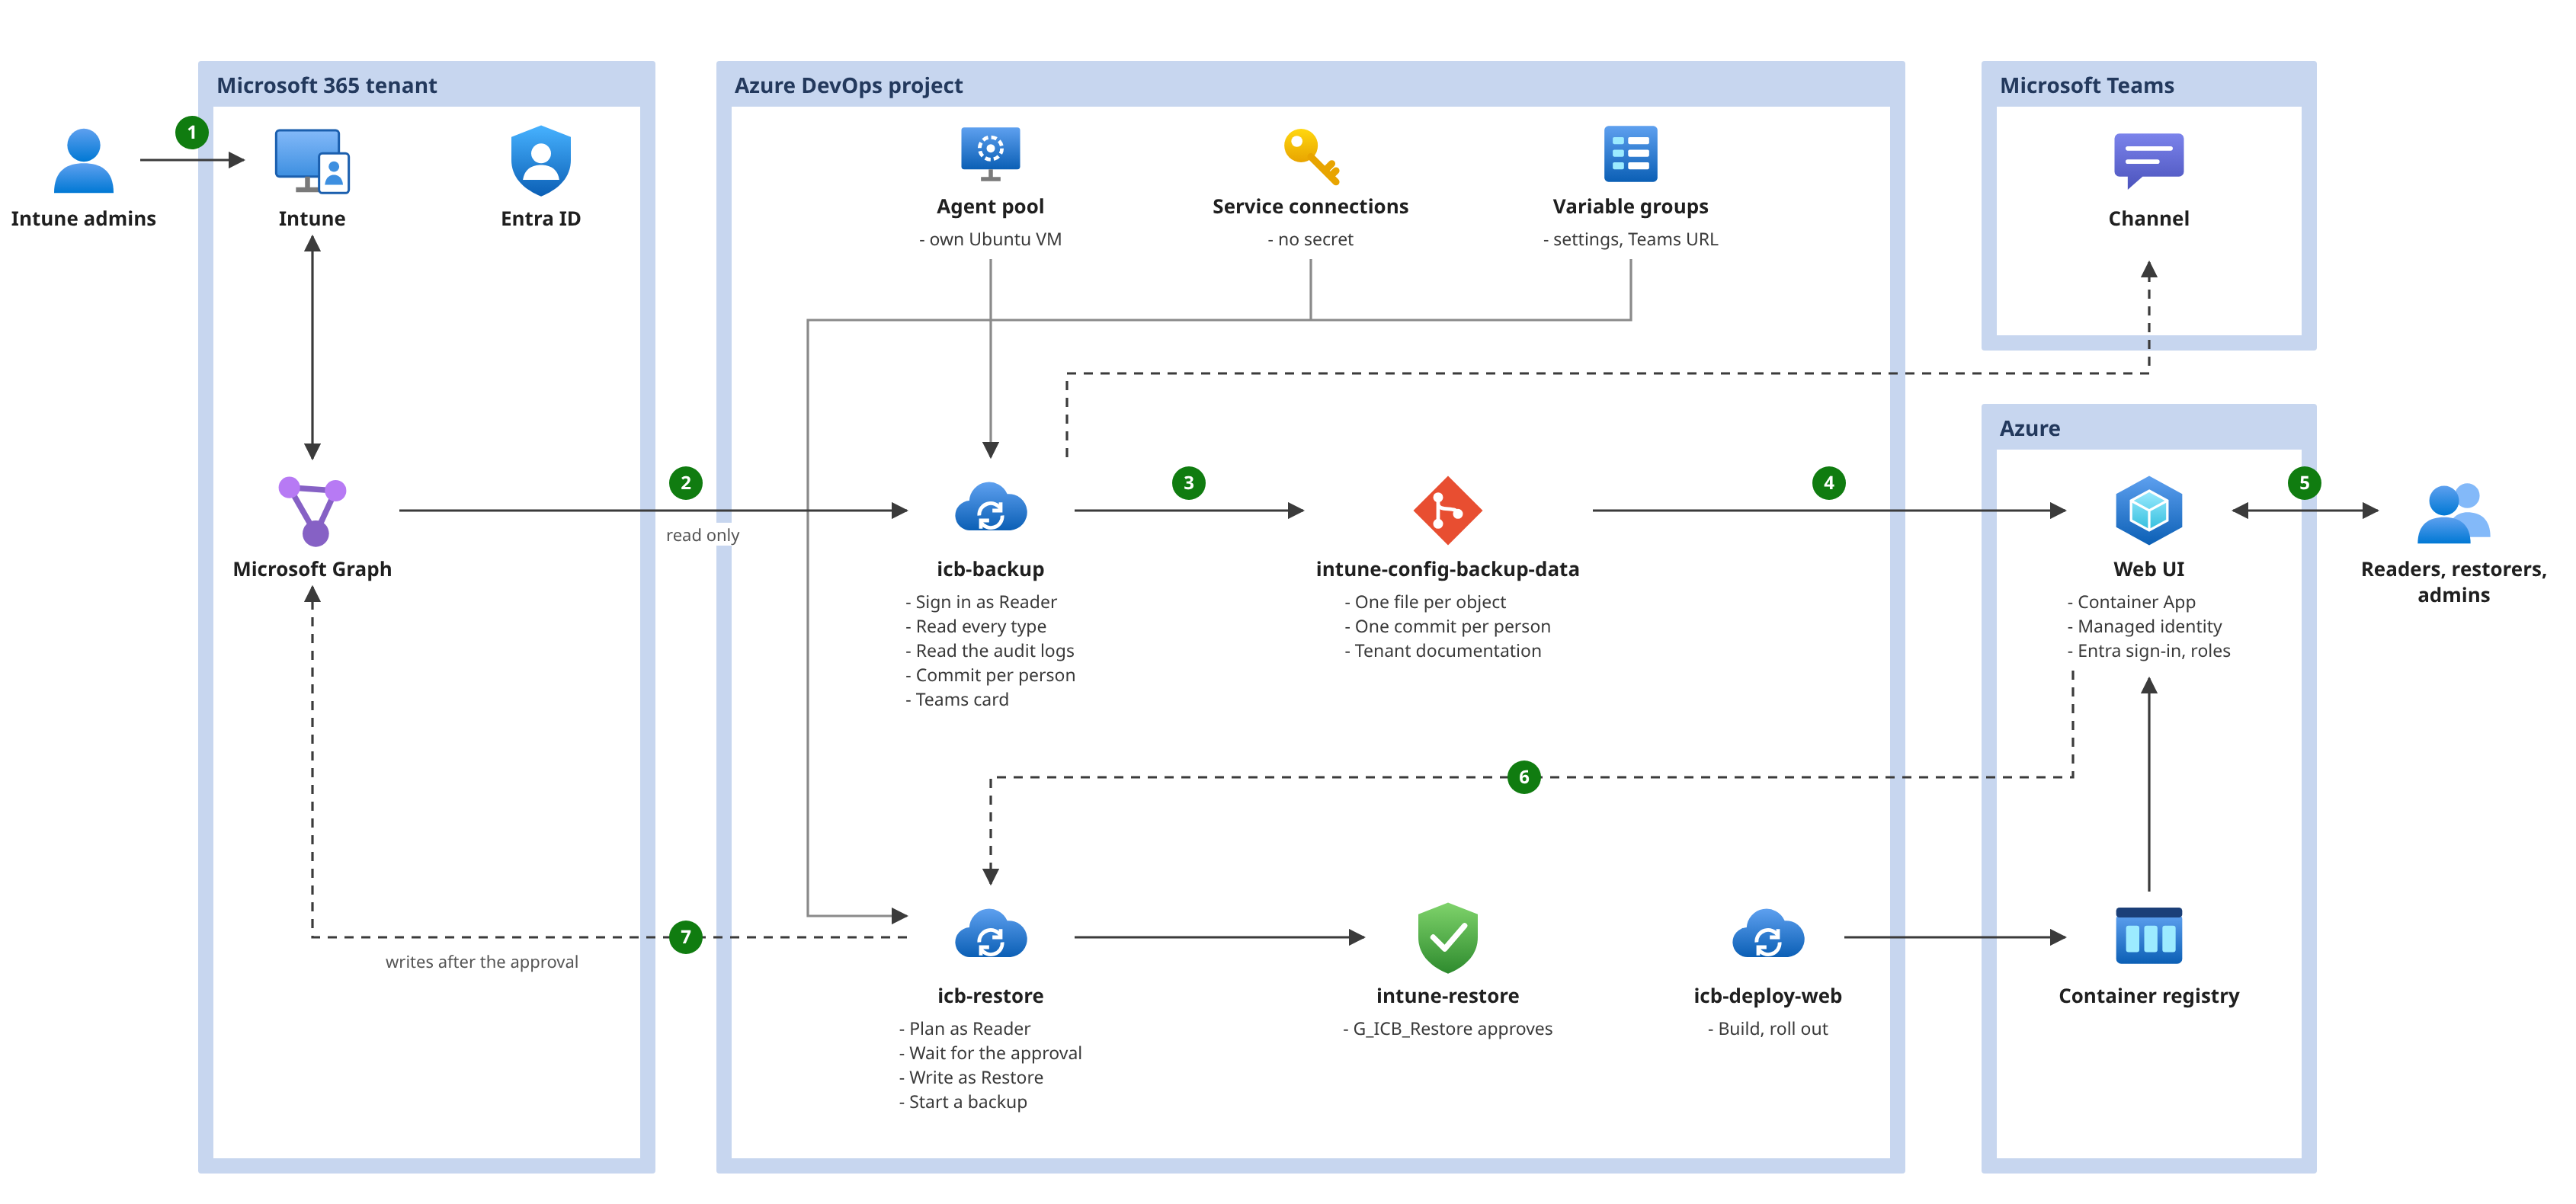 Microsoft 365 tenant
Azure DevOps project
Microsoft Teams
1
Intune admins
Intune
Entra ID
Agent pool
- own Ubuntu VM
Service connections
- no secret
Variable groups
- settings, Teams URL
Channel
Azure
2
read only
3
4
5
Microsoft Graph
icb-backup
- Sign in as Reader
- Read every type
- Read the audit logs
- Commit per person
- Teams card
intune-config-backup-data
- One file per object
- One commit per person
- Tenant documentation
Web UI
- Container App
- Managed identity
- Entra sign-in, roles
Readers, restorers,
admins
6
7
writes after the approval
icb-restore
- Plan as Reader
- Wait for the approval
- Write as Restore
- Start a backup
intune-restore
- G_ICB_Restore approves
icb-deploy-web
- Build, roll out
Container registry